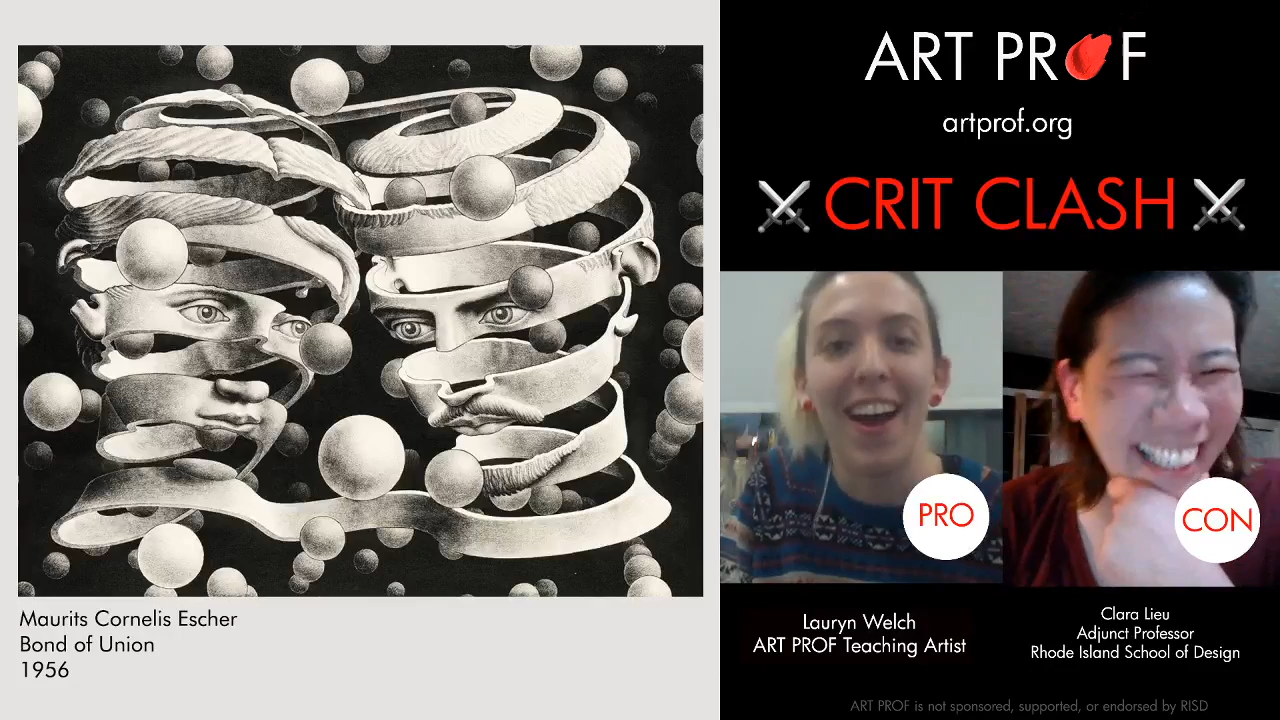 Maurits Cornelis Escher
Bond of Union
1956
ART PROF
artprof.org
CRIT CLASH
PRO
CON
Lauryn Welch
ART PROF Teaching Artist
Clara Lieu
Adjunct Professor
Rhode Island School of Design
ART PROF is not sponsored, supported, or endorsed by RISD